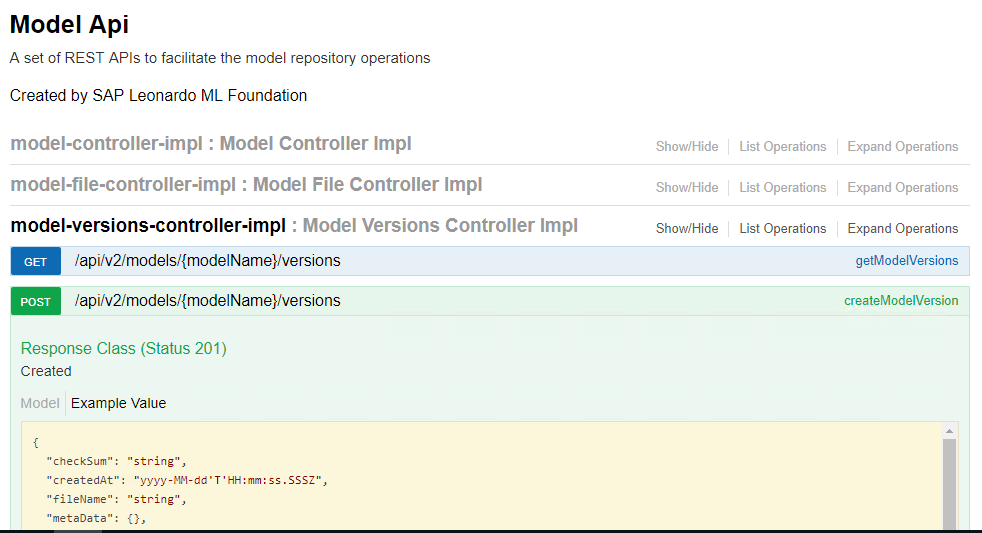 Model Api
A set of REST APIs to facilitate the model repository operations
Created by SAP Leonardo ML Foundation
model-controller-impl : Model Controller Impl Show/Hide List Operations Expand Operations
model-file-controller-impl : Model File Controller Impl Show/Hide List Operations Expand Operations
model-versions-controller-impl : Model Versions Controller Impl Show/Hide List Operations Expand Operations
GET /api/v2/models/{modelName}/versions getModelVersions
POST /api/v2/models/{modelName}/versions createModelVersion
Response Class (Status 201)
Created
Model Example Value
{
"checkSum": "string",
"createdAt": "yyyy-MM-dd'T'HH:mm:ss.SSSZ",
"fileName": "string",
"metaData": {},